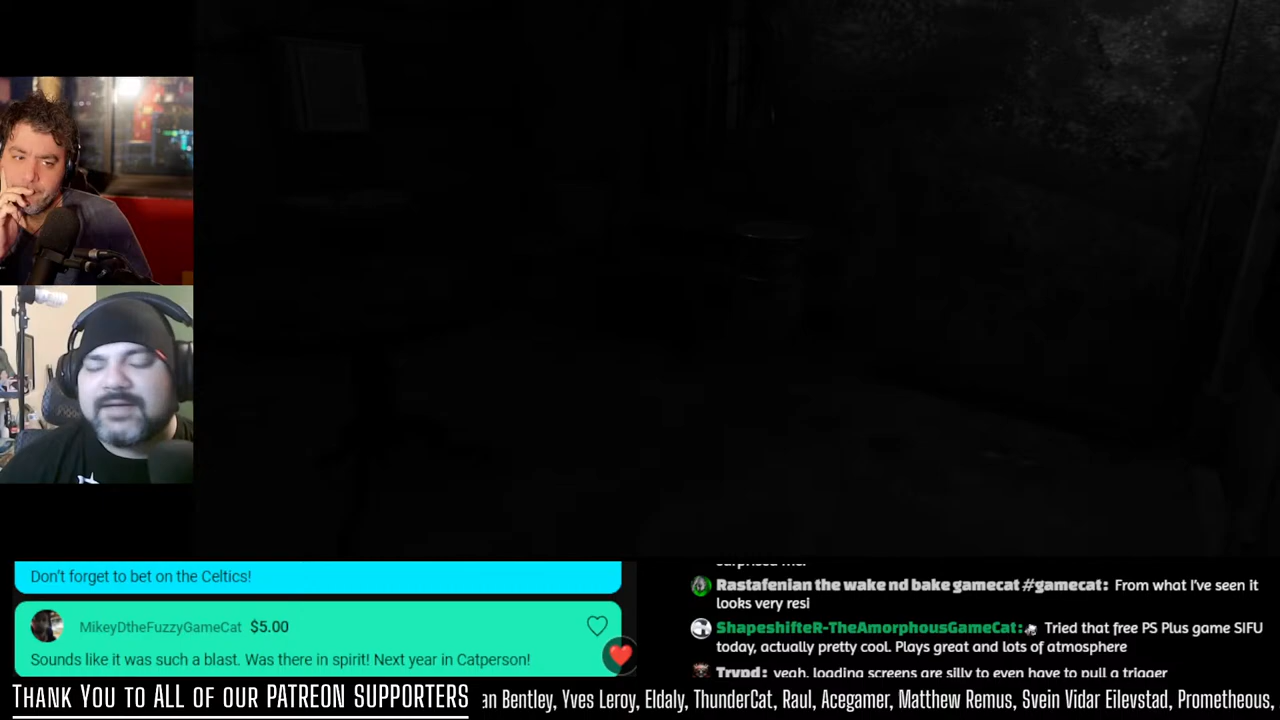 Don't forget to bet on the Celtics!
MikeyDtheFuzzyGameCat $5.00
Sounds like it was such a blast. Was there in spirit! Next year in Catperson!
Rastafenian the wake nd bake gamecat #gamecat: From what I've seen it
looks very resi
ShapeshifteR-TheAmorphousGameCat: Tried that free PS Plus game SIFU
today, actually pretty cool. Plays great and lots of atmosphere
Trypd: yeah, loading screens are silly to even have to pull a trigger
THANK YOU TO ALL OF OUR PATREON SUPPORTERS
an Bentley, Yves Leroy, Eldaly, ThunderCat, Raul, Acegamer, Matthew Remus, Svein Vidar Eilevstad, Prometheous,